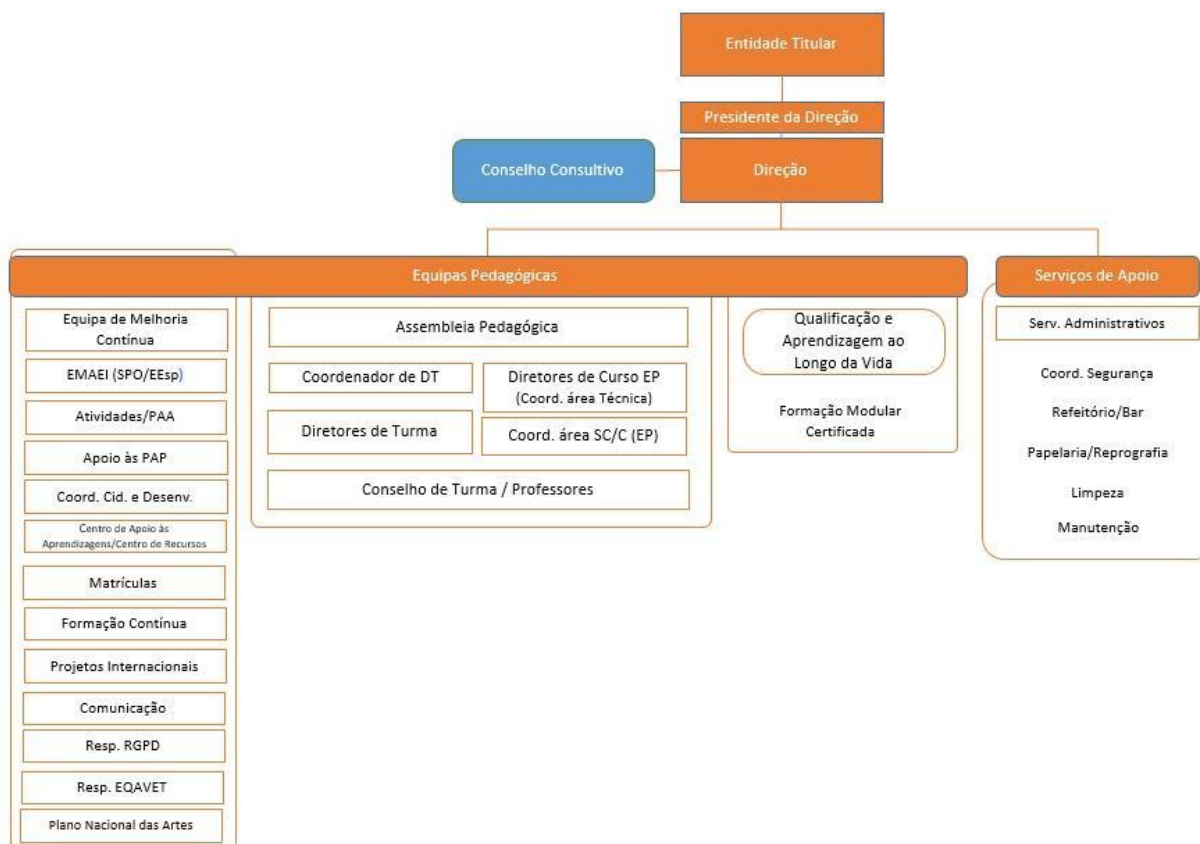 Entidade Titular
Presidente da Direção
Conselho Consultivo
Direção
Equipas Pedagógicas
Equipa de Melhoria
Contínua
EMAEI (SPO/EEsp)
Atividades/PAA
Apoio às PAP
Coord. Cid. e Desenv.
Centro de Apoio às
Aprendizagens/Centro de Recursos
Matrículas
Formação Contínua
Projetos Internacionais
Comunicação
Resp. RGPD
Resp. EQAVET
Plano Nacional das Artes
Assembleia Pedagógica
Coordenador de DT
Diretores de Curso EP
(Coord. área Técnica)
Diretores de Turma
Coord. área SC/C (EP)
Conselho de Turma / Professores
Qualificação e
Aprendizagem ao
Longo da Vida
Formação Modular
Certificada
Serviços de Apoio
Serv. Administrativos
Coord. Segurança
Refeitório/Bar
Papelaria/Reprografia
Limpeza
Manutenção